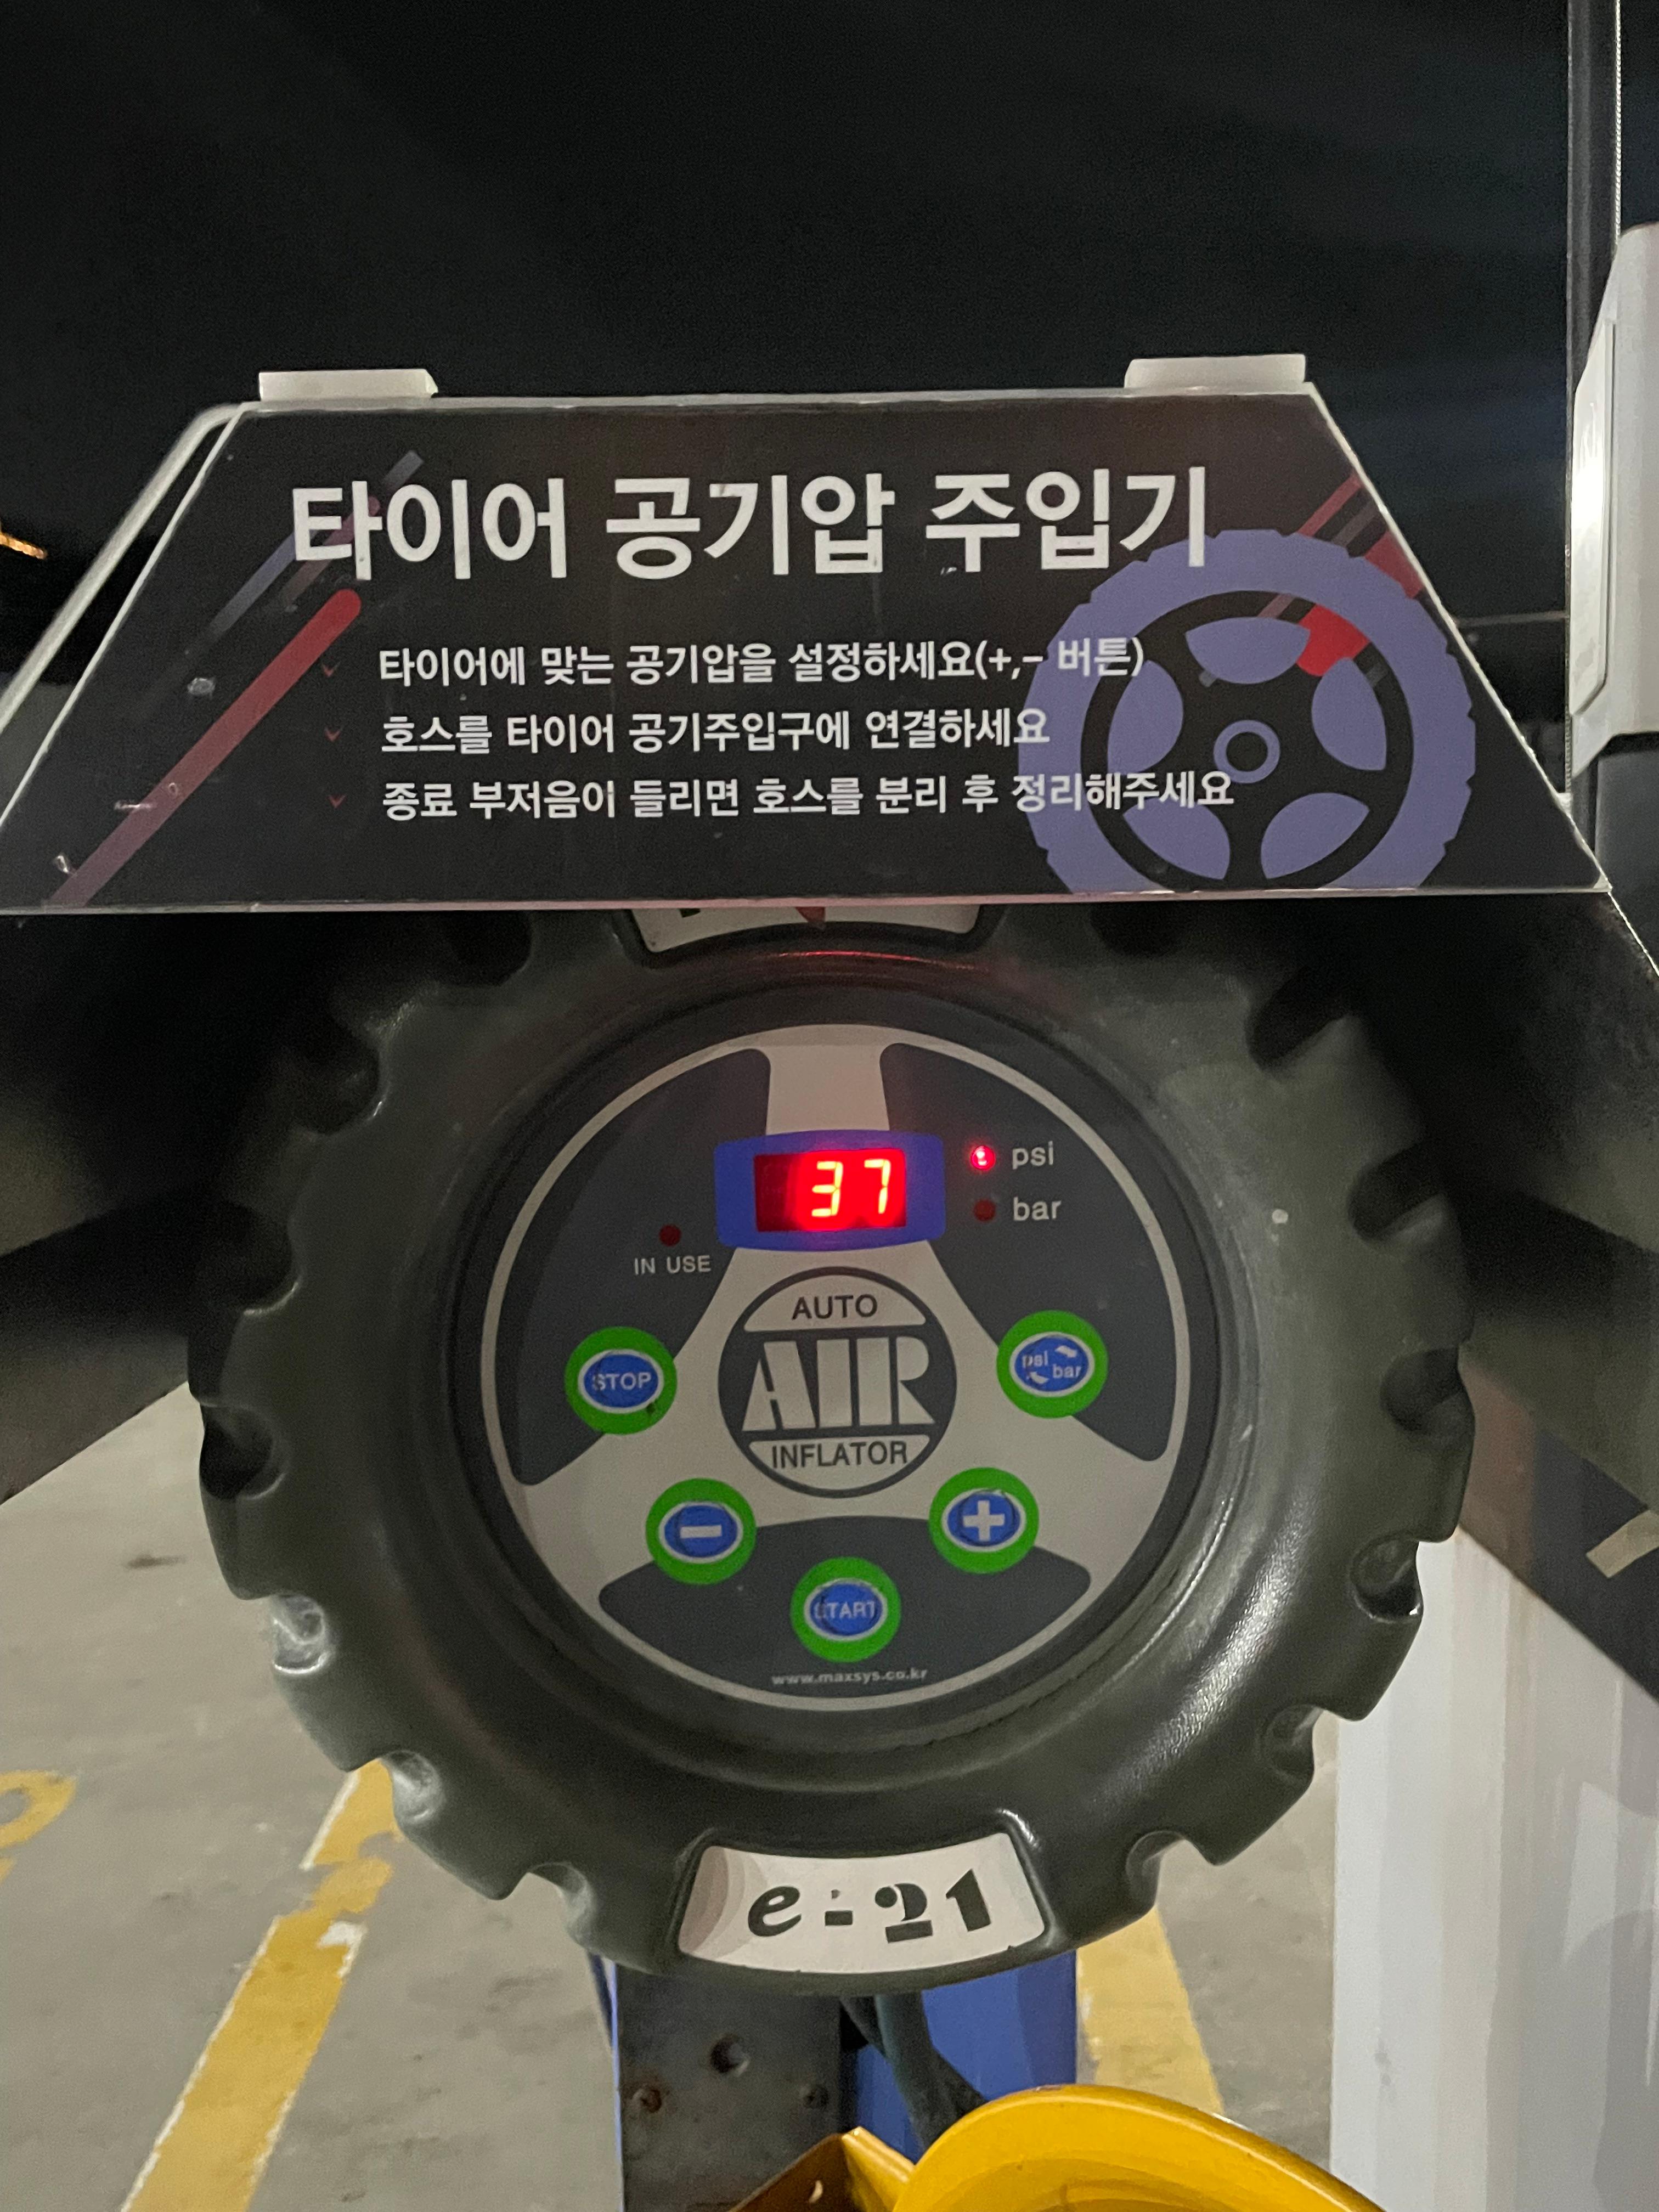 타이어 공기압 주입기
타이어에 맞는 공기압을 설정하세요(+,- 버튼)
호스를 타이어 공기주입구에 연결하세요
종료 부저음이 들리면 호스를 분리 후 정리해주세요
37
psi
bar
IN USE
AUTO
AIR
INFLATOR
STOP
psi bar
-
+
START
www.maxsys.co.kr
e-21